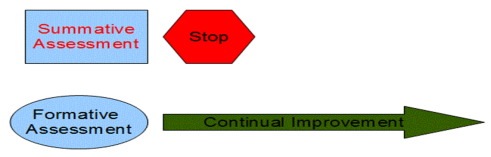 Summative
Assessment
Stop
Formative
Assessment
Continual Improvement